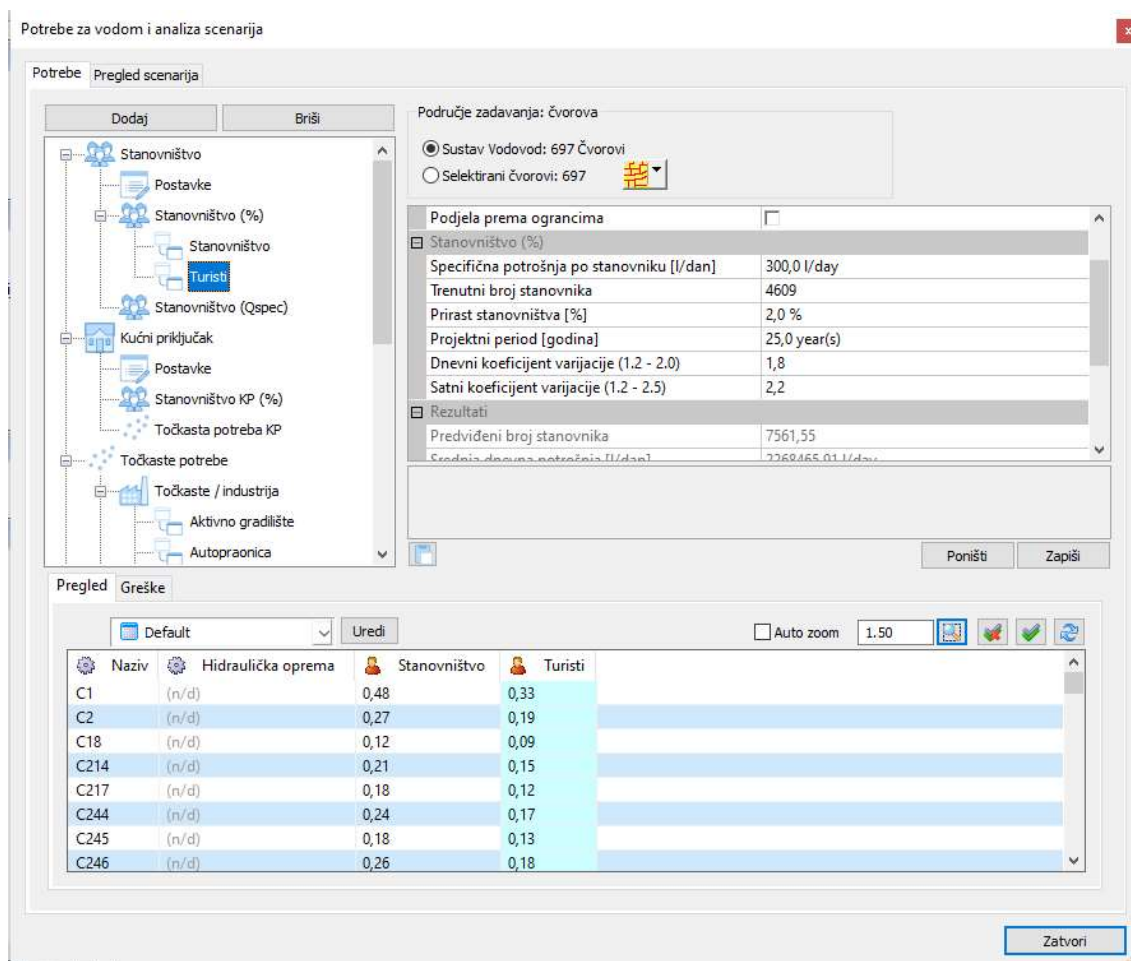 Potrebe za vodom i analiza scenarija
x
Potrebe Pregled scenarija
Dodaj Briši
Stanovništvo
Postavke
Stanovništvo (%)
Stanovništvo
Turisti
Stanovništvo (Qspec)
Kućni priključak
Postavke
Stanovništvo KP (%)
Točkasta potreba KP
Točkaste potrebe
Točkaste / industrija
Aktivno gradilište
Autopraonica
Područje zadavanja: čvorova
Sustav Vodovod: 697 Čvorovi
Selektirani čvorovi: 697
Podjela prema ograncima
Stanovništvo (%)
Specifična potrošnja po stanovniku [l/dan] 300,0 l/day
Trenutni broj stanovnika 4609
Prirast stanovništva [%] 2,0 %
Projektni period [godina] 25,0 year(s)
Dnevni koeficijent varijacije (1.2 - 2.0) 1,8
Satni koeficijent varijacije (1.2 - 2.5) 2,2
Rezultati
Predviđeni broj stanovnika 7561,55
Srednja dnevna potrošnja [l/dan] 2268465,91 l/day
Poništi Zapiši
Pregled Greške
Default Uredi Auto zoom 1.50
Naziv Hidraulička oprema Stanovništvo Turisti
C1 (n/d) 0,48 0,33
C2 (n/d) 0,27 0,19
C18 (n/d) 0,12 0,09
C214 (n/d) 0,21 0,15
C217 (n/d) 0,18 0,12
C244 (n/d) 0,24 0,17
C245 (n/d) 0,18 0,13
C246 (n/d) 0,26 0,18
Zatvori